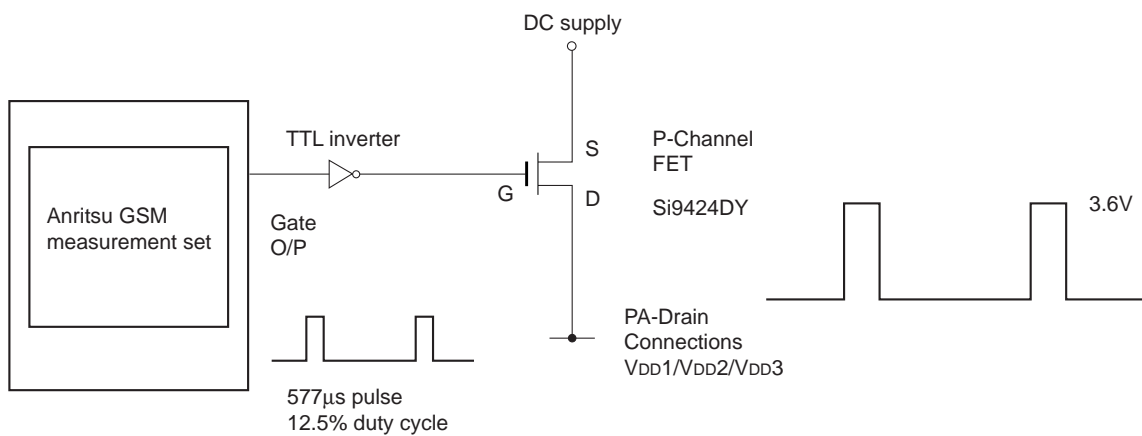 DC supply
TTL inverter
S
P-Channel
FET
G
D
Si9424DY
3.6V
Anritsu GSM
measurement set
Gate
O/P
PA-Drain
Connections
VDD1/VDD2/VDD3
577µs pulse
12.5% duty cycle